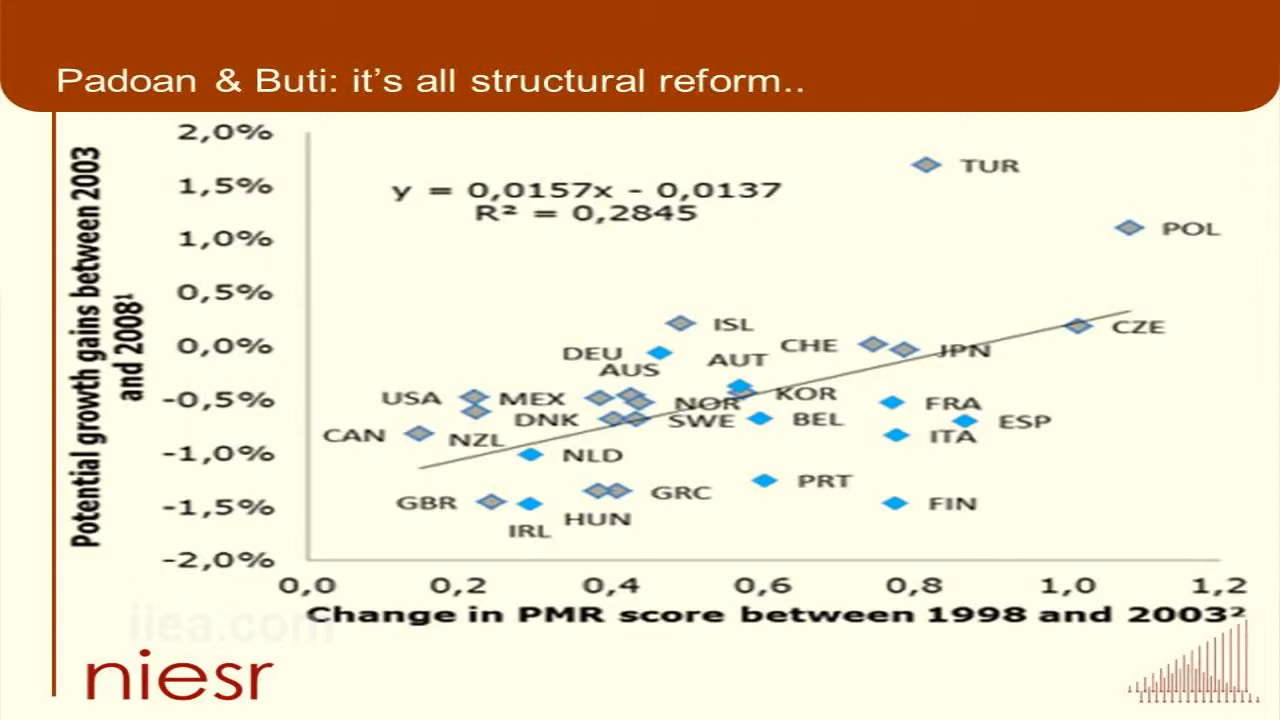 Padoan & Buti: it's all structural reform..
Potential growth gains between 2003
and 2008¹
2,0%
1,5%
1,0%
0,5%
0,0%
-0,5%
-1,0%
-1,5%
-2,0%
y = 0,0157x - 0,0137
R² = 0,2845
TUR
POL
ISL
CZE
DEU
AUT
CHE
JPN
AUS
USA
MEX
NOR
KOR
FRA
DNK
SWE
BEL
ESP
CAN
NZL
ITA
NLD
PRT
GBR
GRC
FIN
HUN
IRL
0,0 0,2 0,4 0,6 0,8 1,0 1,2
Change in PMR score between 1998 and 2003²
ilea.com
niesr